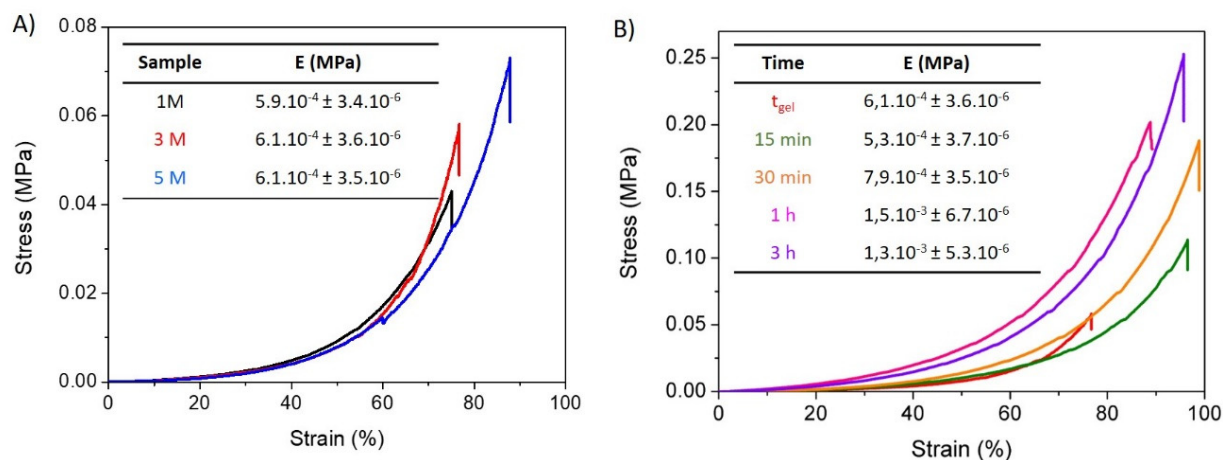 A)
0.08
0.06
0.04
0.02
0.00
Stress (MPa)
Sample E (MPa)
1M 5.9.10⁻⁴ ± 3.4.10⁻⁶
3 M 6.1.10⁻⁴ ± 3.6.10⁻⁶
5 M 6.1.10⁻⁴ ± 3.5.10⁻⁶
0 20 40 60 80 100
Strain (%)
B)
0.25
0.20
0.15
0.10
0.05
0.00
Stress (MPa)
Time E (MPa)
tgel 6,1.10⁻⁴ ± 3.6.10⁻⁶
15 min 5,3.10⁻⁴ ± 3.7.10⁻⁶
30 min 7,9.10⁻⁴ ± 3.5.10⁻⁶
1 h 1,5.10⁻³ ± 6.7.10⁻⁶
3 h 1,3.10⁻³ ± 5.3.10⁻⁶
0 20 40 60 80 100
Strain (%)